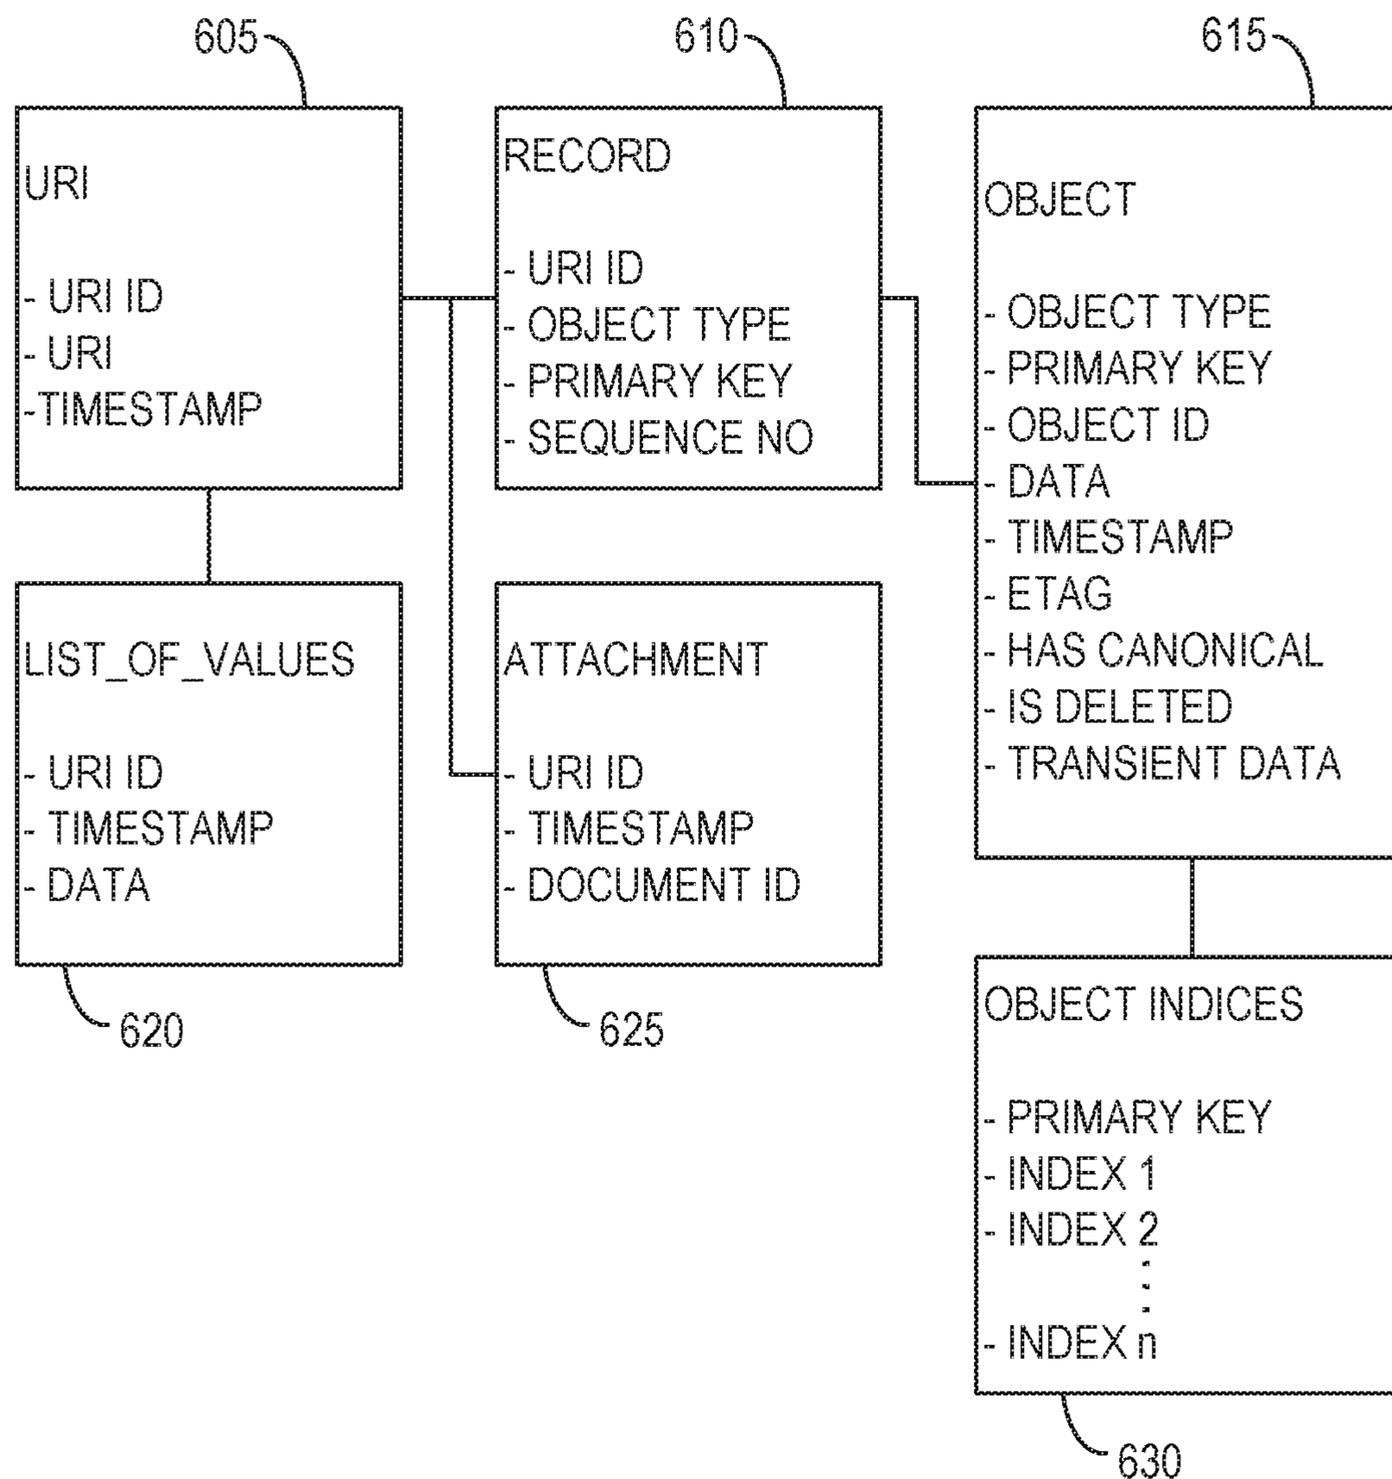 605
URI
- URI ID
- URI
-TIMESTAMP
610
RECORD
- URI ID
- OBJECT TYPE
- PRIMARY KEY
- SEQUENCE NO
615
OBJECT
- OBJECT TYPE
- PRIMARY KEY
- OBJECT ID
- DATA
- TIMESTAMP
- ETAG
- HAS CANONICAL
- IS DELETED
- TRANSIENT DATA
LIST_OF_VALUES
- URI ID
- TIMESTAMP
- DATA
620
ATTACHMENT
- URI ID
- TIMESTAMP
- DOCUMENT ID
625
OBJECT INDICES
- PRIMARY KEY
- INDEX 1
- INDEX 2
- INDEX n
630